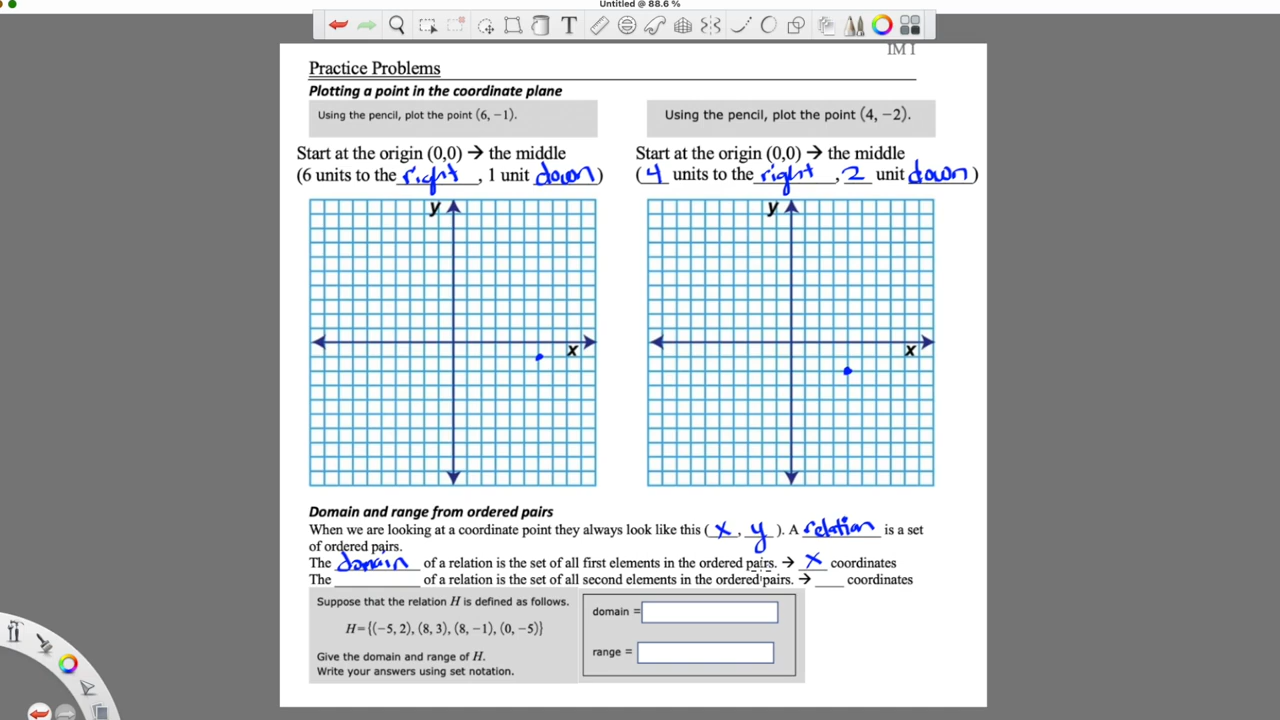 Untitled @ 88.6 %
IM I
Practice Problems
Plotting a point in the coordinate plane
Using the pencil, plot the point (6, −1).
Using the pencil, plot the point (4, −2).
Start at the origin (0,0) → the middle
(6 units to the right, 1 unit down)
Start at the origin (0,0) → the middle
(4 units to the right, 2 unit down)
y
x
y
x
Domain and range from ordered pairs
When we are looking at a coordinate point they always look like this (x, y). A relation is a set
of ordered pairs.
The domain of a relation is the set of all first elements in the ordered pairs. → x coordinates
The ________ of a relation is the set of all second elements in the ordered pairs. → ___ coordinates
Suppose that the relation H is defined as follows.
H={(−5, 2), (8, 3), (8, −1), (0, −5)}
Give the domain and range of H.
Write your answers using set notation.
domain =
range =